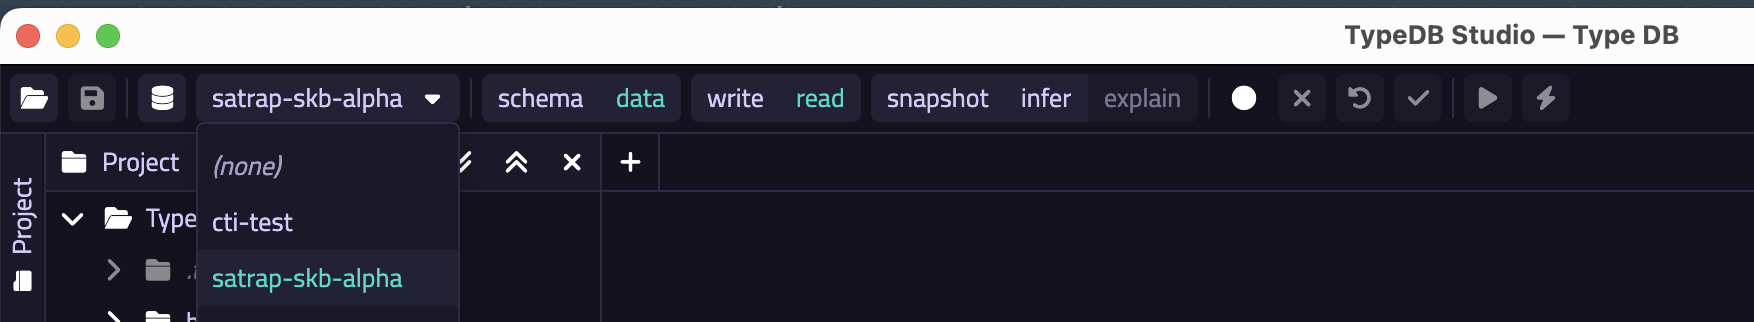 TypeDB Studio — Type DB
satrap-skb-alpha schema data write read snapshot infer explain
Project
Project
(none)
Type
cti-test
satrap-skb-alpha